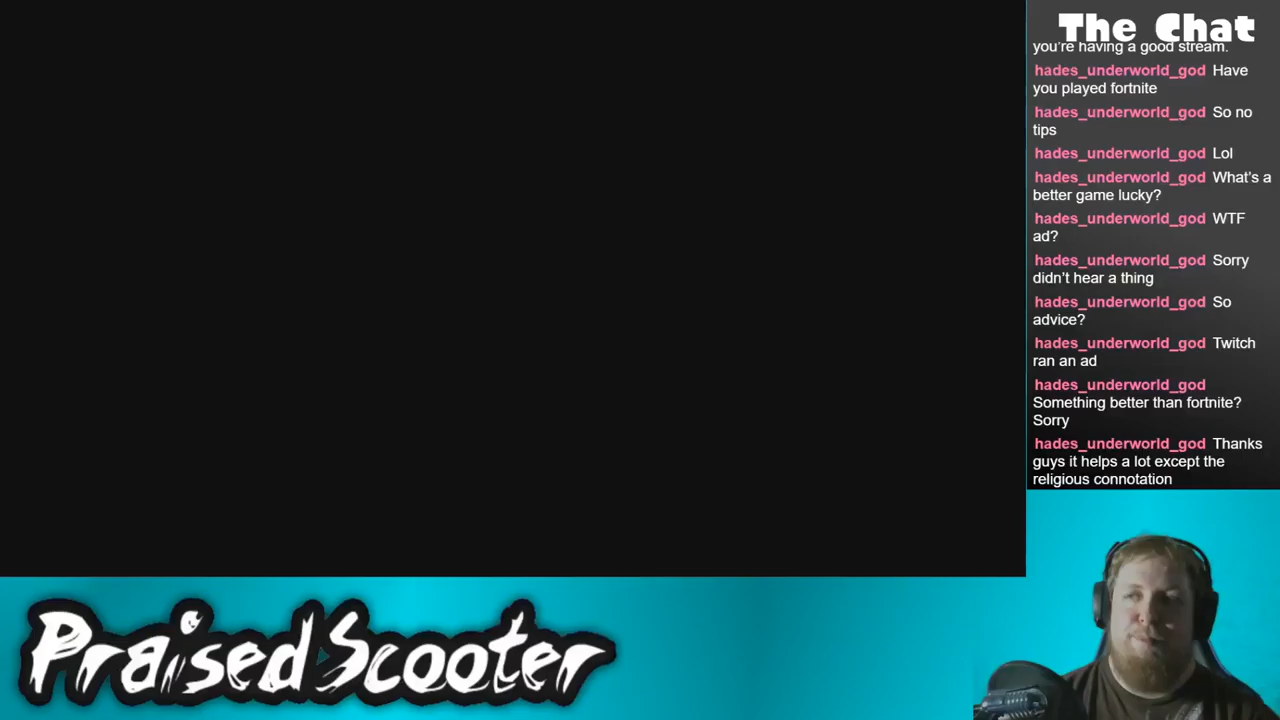 The Chat
you're having a good stream.
hades_underworld_god Have
you played fortnite
hades_underworld_god So no
tips
hades_underworld_god Lol
hades_underworld_god What's a
better game lucky?
hades_underworld_god WTF
ad?
hades_underworld_god Sorry
didn't hear a thing
hades_underworld_god So
advice?
hades_underworld_god Twitch
ran an ad
hades_underworld_god
Something better than fortnite?
Sorry
hades_underworld_god Thanks
guys it helps a lot except the
religious connotation
PraisedScooter